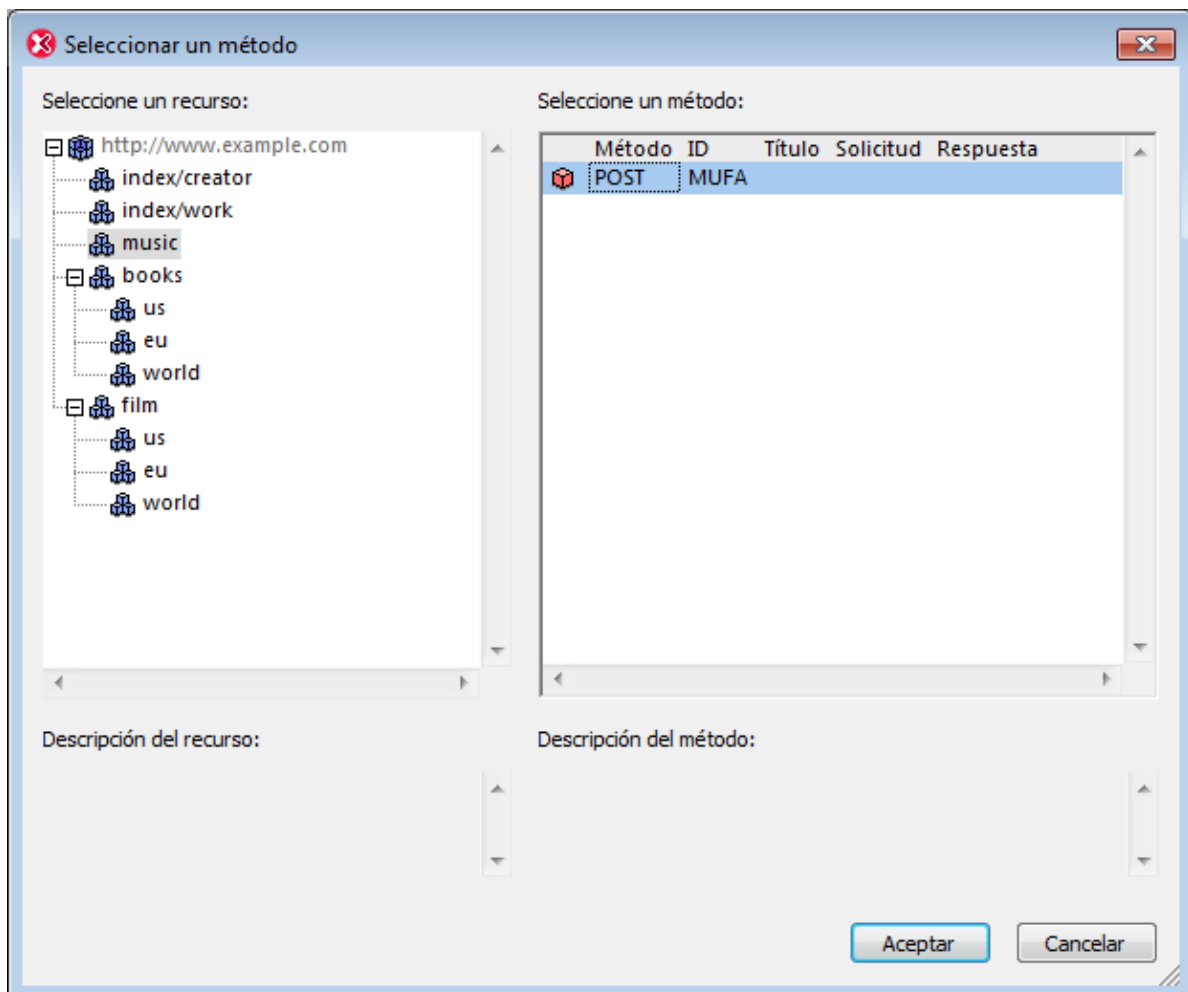 Seleccionar un método
Seleccione un recurso:
http://www.example.com
index/creator
index/work
music
books
us
eu
world
film
us
eu
world
Seleccione un método:
Método ID Título Solicitud Respuesta
POST MUFA
Descripción del recurso:
Descripción del método:
Aceptar Cancelar